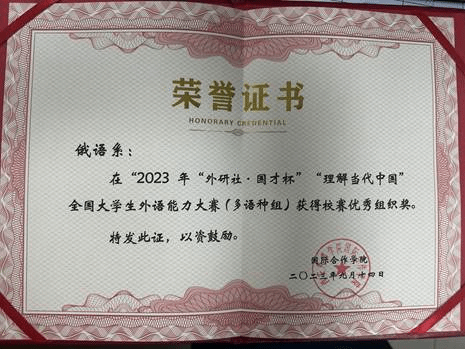 荣誉证书
HONORARY CREDENTIAL
俄语系：
在“2023 年“外研社·国才杯”“理解当代中国”
全国大学生外语能力大赛（多语种组）获得校赛优秀组织奖。
特发此证，以资鼓励。
国际合作学院
二〇二三年九月十四日